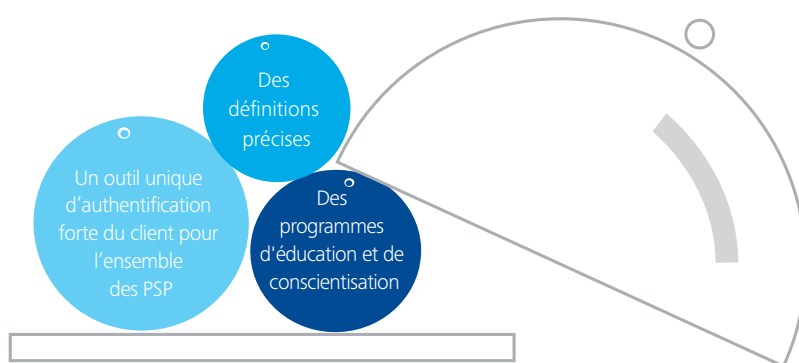 Des
définitions
précises
Un outil unique
d’authentification
forte du client pour
l’ensemble
des PSP
Des
programmes
d'éducation et de
conscientisation